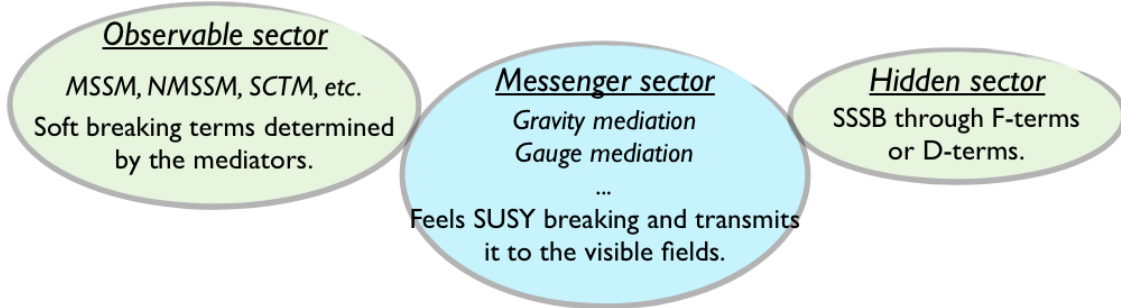 Observable sector
MSSM, NMSSM, SCTM, etc.
Soft breaking terms determined
by the mediators.
Messenger sector
Gravity mediation
Gauge mediation
...
Feels SUSY breaking and transmits
it to the visible fields.
Hidden sector
SSSB through F-terms
or D-terms.